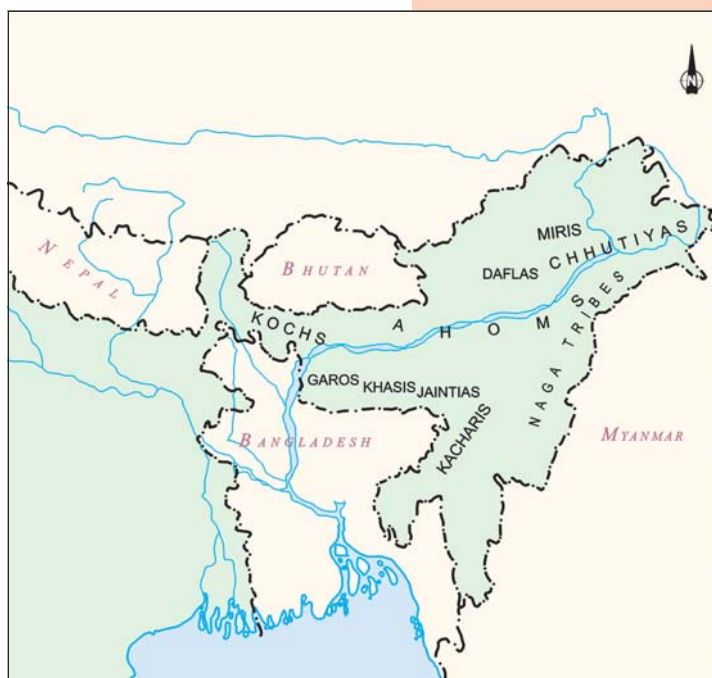 NEPAL
BHUTAN
MIRIS
CHHUTIYAS
DAFLAS
KOCHS
AHOMS
NAGA TRIBES
GAROS
KHASIS
JAINTIAS
KACHARIS
BANGLADESH
MYANMAR